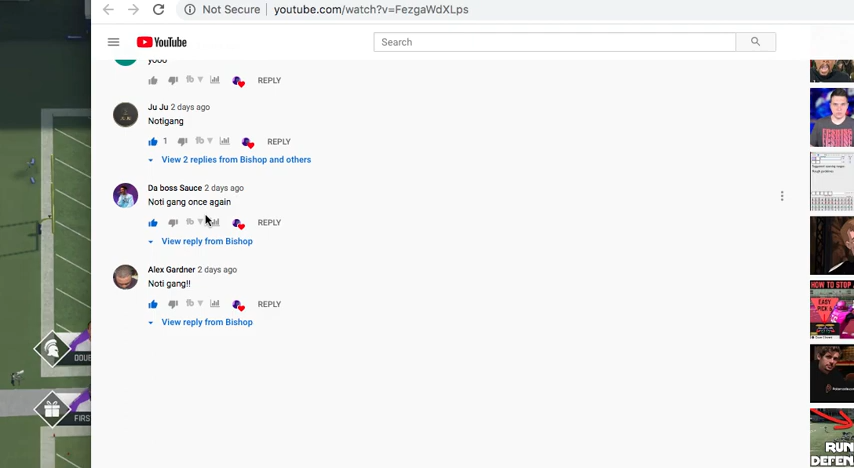 Not Secure | youtube.com/watch?v=FezgaWdXLps
YouTube
Search
yooo
REPLY
Ju Ju 2 days ago
Notigang
1
REPLY
View 2 replies from Bishop and others
Da boss Sauce 2 days ago
Noti gang once again
REPLY
View reply from Bishop
Alex Gardner 2 days ago
Noti gang!!
REPLY
View reply from Bishop
DOUB
FIRS
HOW TO STOP
EASY
PICK
RUN
DEFEN